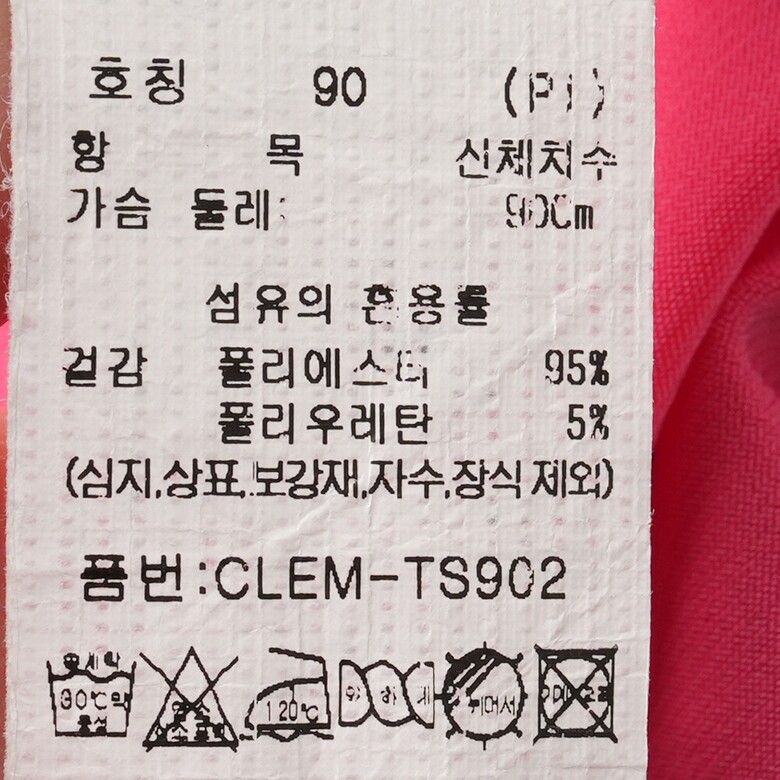 호칭 90 (PI)
항 목 신체치수
가슴 둘레: 90Cm
섬유의 혼용률
겉감 폴리에스터 95%
폴리우레탄 5%
(심지,상표,보강재,자수,장식 제외)
품번:CLEM-TS902
손세탁
30℃약 120℃
중성